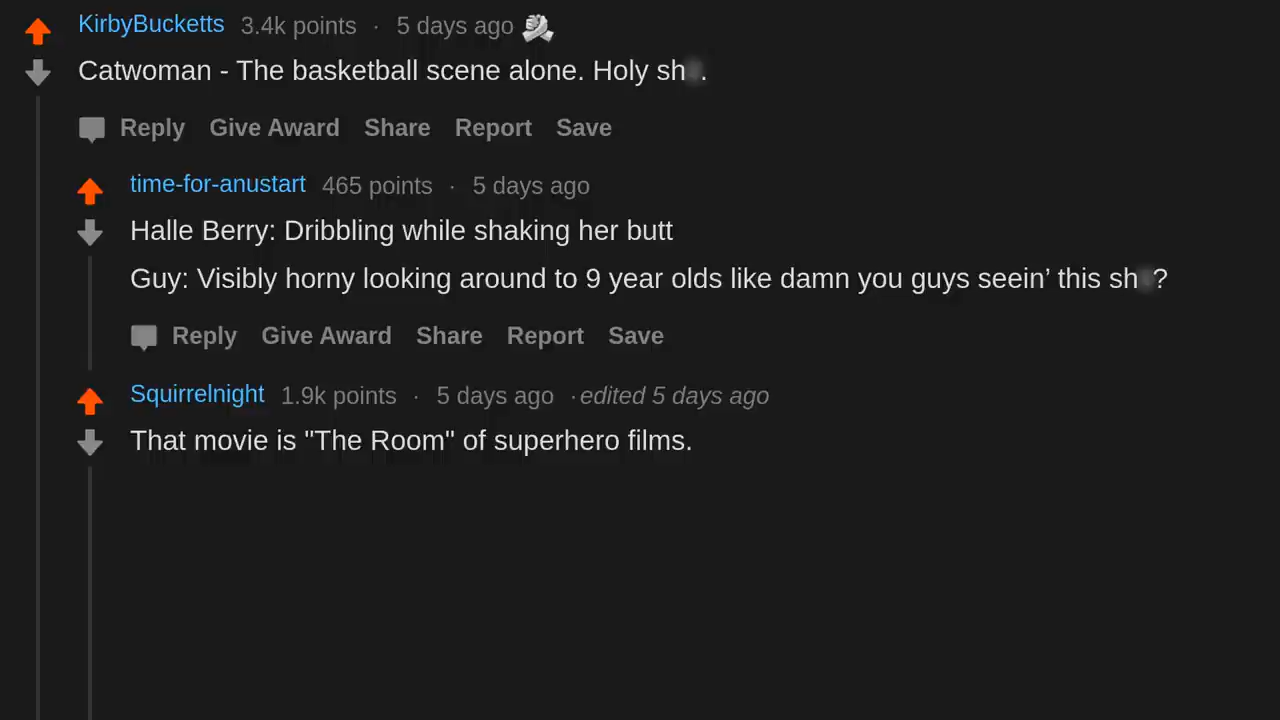 KirbyBucketts 3.4k points · 5 days ago
Catwoman - The basketball scene alone. Holy sh .
Reply Give Award Share Report Save
time-for-anustart 465 points · 5 days ago
Halle Berry: Dribbling while shaking her butt
Guy: Visibly horny looking around to 9 year olds like damn you guys seein’ this sh ?
Reply Give Award Share Report Save
Squirrelnight 1.9k points · 5 days ago · edited 5 days ago
That movie is "The Room" of superhero films.